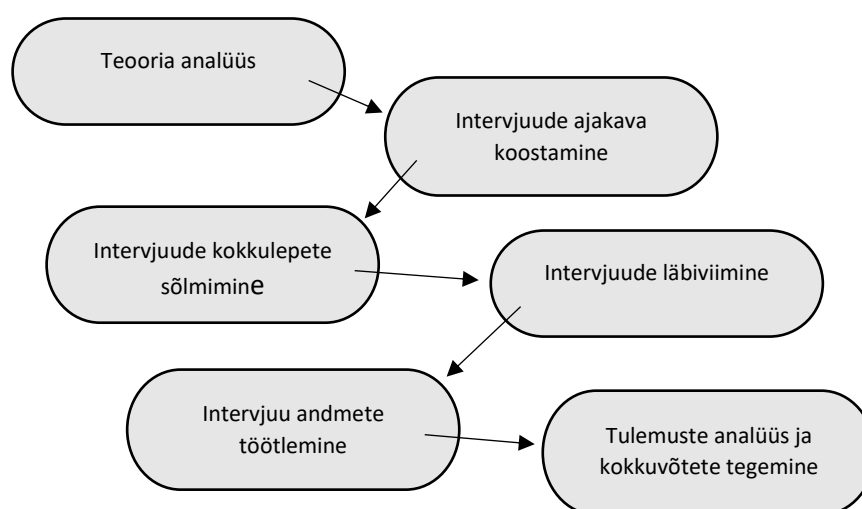 Teooria analüüs
Intervjuude ajakava
koostamine
Intervjuude kokkulepete
sõlmimine
Intervjuude läbiviimine
Intervjuu andmete
töötlemine
Tulemuste analüüs ja
kokkuvõtete tegemine